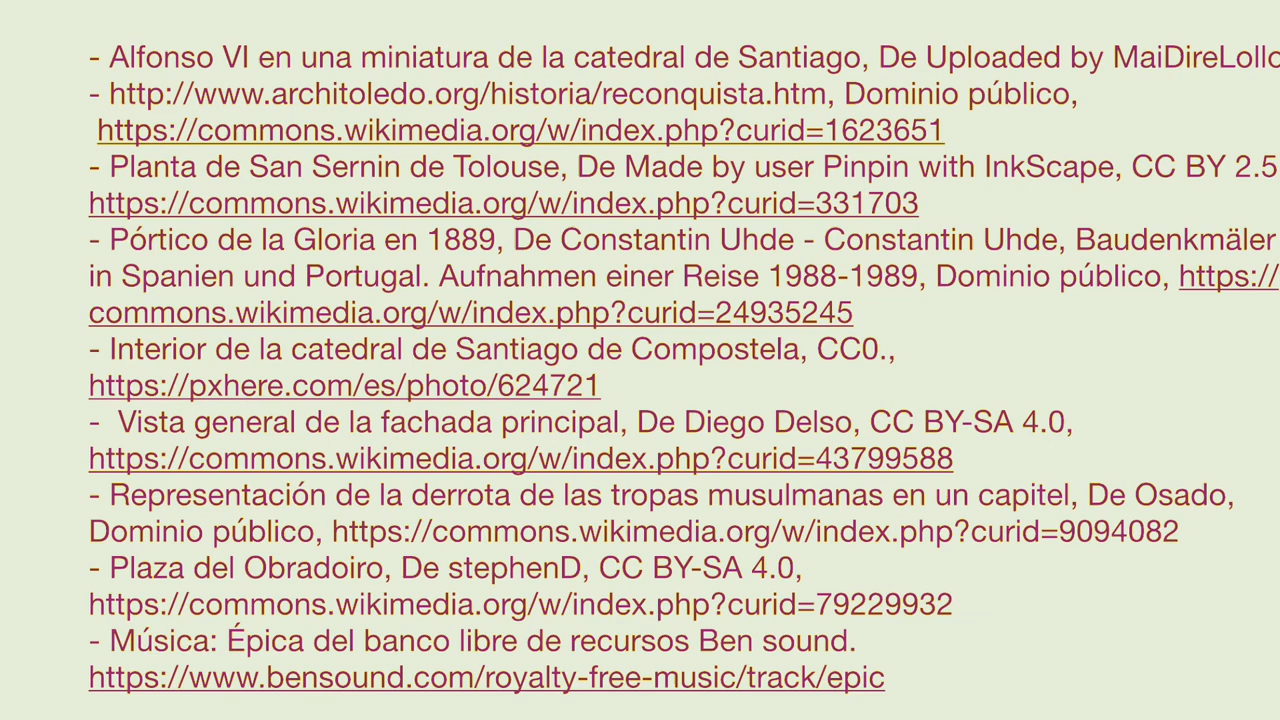 - Alfonso VI en una miniatura de la catedral de Santiago, De Uploaded by MaiDireLollo
- http://www.architoledo.org/historia/reconquista.htm, Dominio público,
https://commons.wikimedia.org/w/index.php?curid=1623651
- Planta de San Sernin de Tolouse, De Made by user Pinpin with InkScape, CC BY 2.5
https://commons.wikimedia.org/w/index.php?curid=331703
- Pórtico de la Gloria en 1889, De Constantin Uhde - Constantin Uhde, Baudenkmäler
in Spanien und Portugal. Aufnahmen einer Reise 1988-1989, Dominio público, https://
commons.wikimedia.org/w/index.php?curid=24935245
- Interior de la catedral de Santiago de Compostela, CC0.,
https://pxhere.com/es/photo/624721
-  Vista general de la fachada principal, De Diego Delso, CC BY-SA 4.0,
https://commons.wikimedia.org/w/index.php?curid=43799588
- Representación de la derrota de las tropas musulmanas en un capitel, De Osado,
Dominio público, https://commons.wikimedia.org/w/index.php?curid=9094082
- Plaza del Obradoiro, De stephenD, CC BY-SA 4.0,
https://commons.wikimedia.org/w/index.php?curid=79229932
- Música: Épica del banco libre de recursos Ben sound.
https://www.bensound.com/royalty-free-music/track/epic